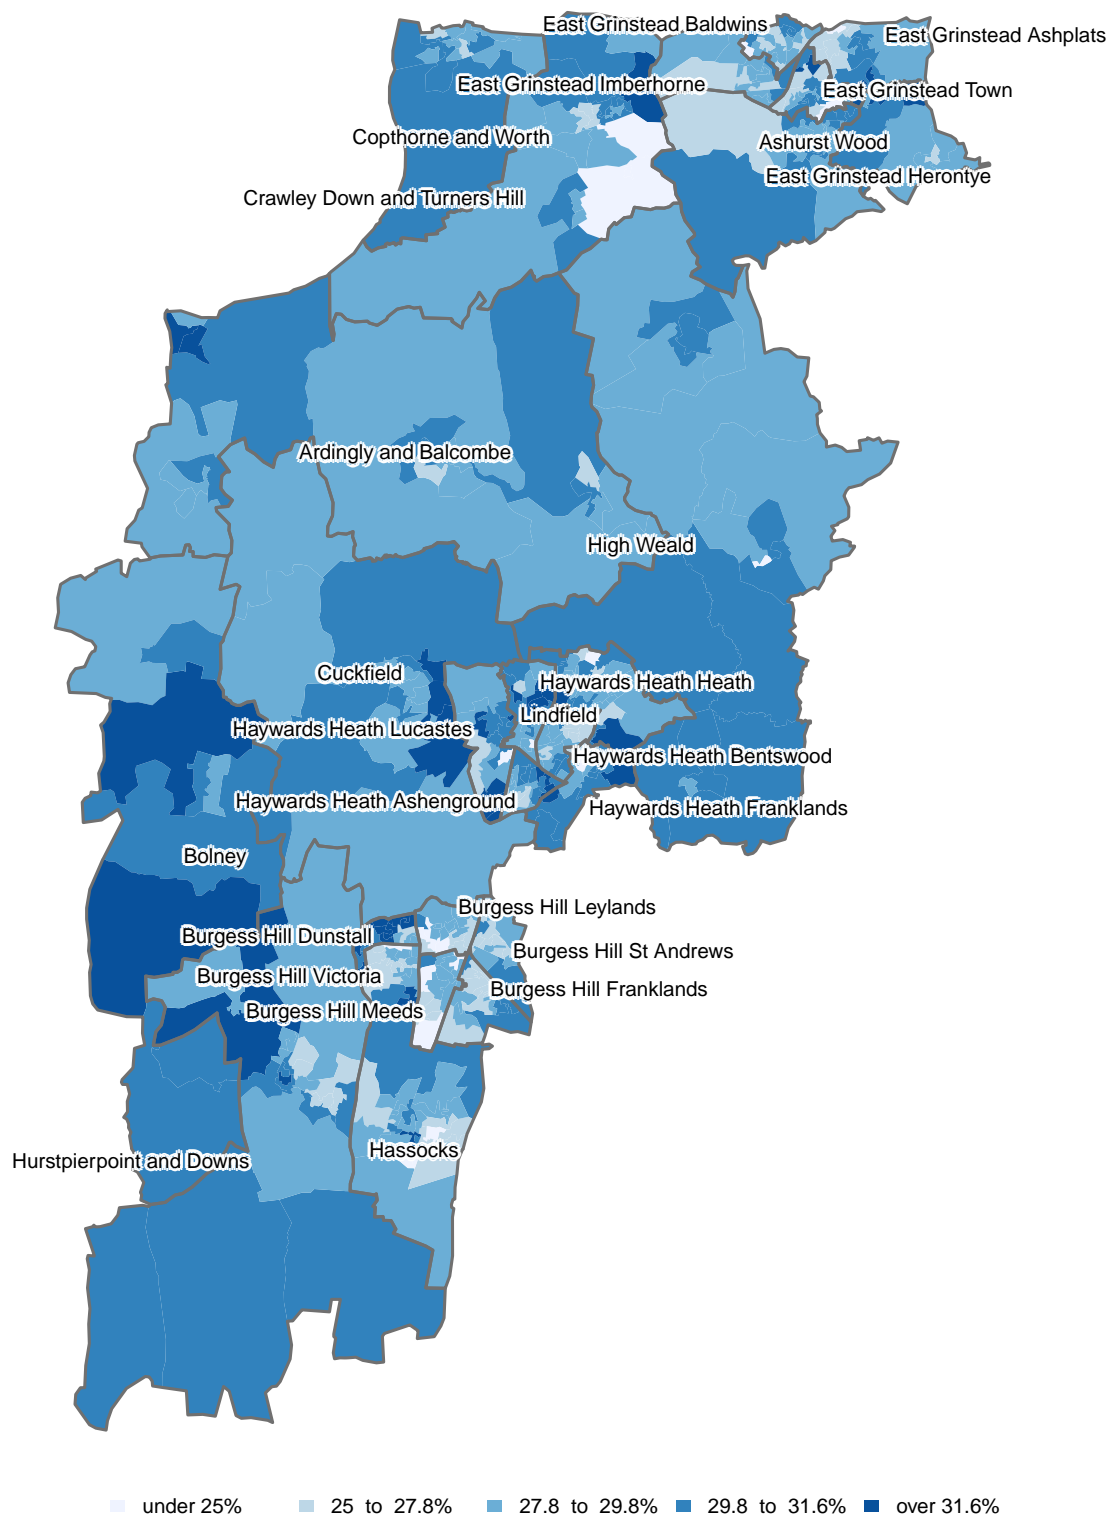 East Grinstead Baldwins
East Grinstead Ashplats
East Grinstead Imberhorne
East Grinstead Town
Copthorne and Worth
Ashurst Wood
East Grinstead Herontye
Crawley Down and Turners Hill
Ardingly and Balcombe
High Weald
Cuckfield
Haywards Heath Heath
Lindfield
Haywards Heath Lucastes
Haywards Heath Bentswood
Haywards Heath Ashenground
Haywards Heath Franklands
Bolney
Burgess Hill Leylands
Burgess Hill Dunstall
Burgess Hill St Andrews
Burgess Hill Victoria
Burgess Hill Franklands
Burgess Hill Meeds
Hassocks
Hurstpierpoint and Downs
under 25% 25 to 27.8% 27.8 to 29.8% 29.8 to 31.6% over 31.6%